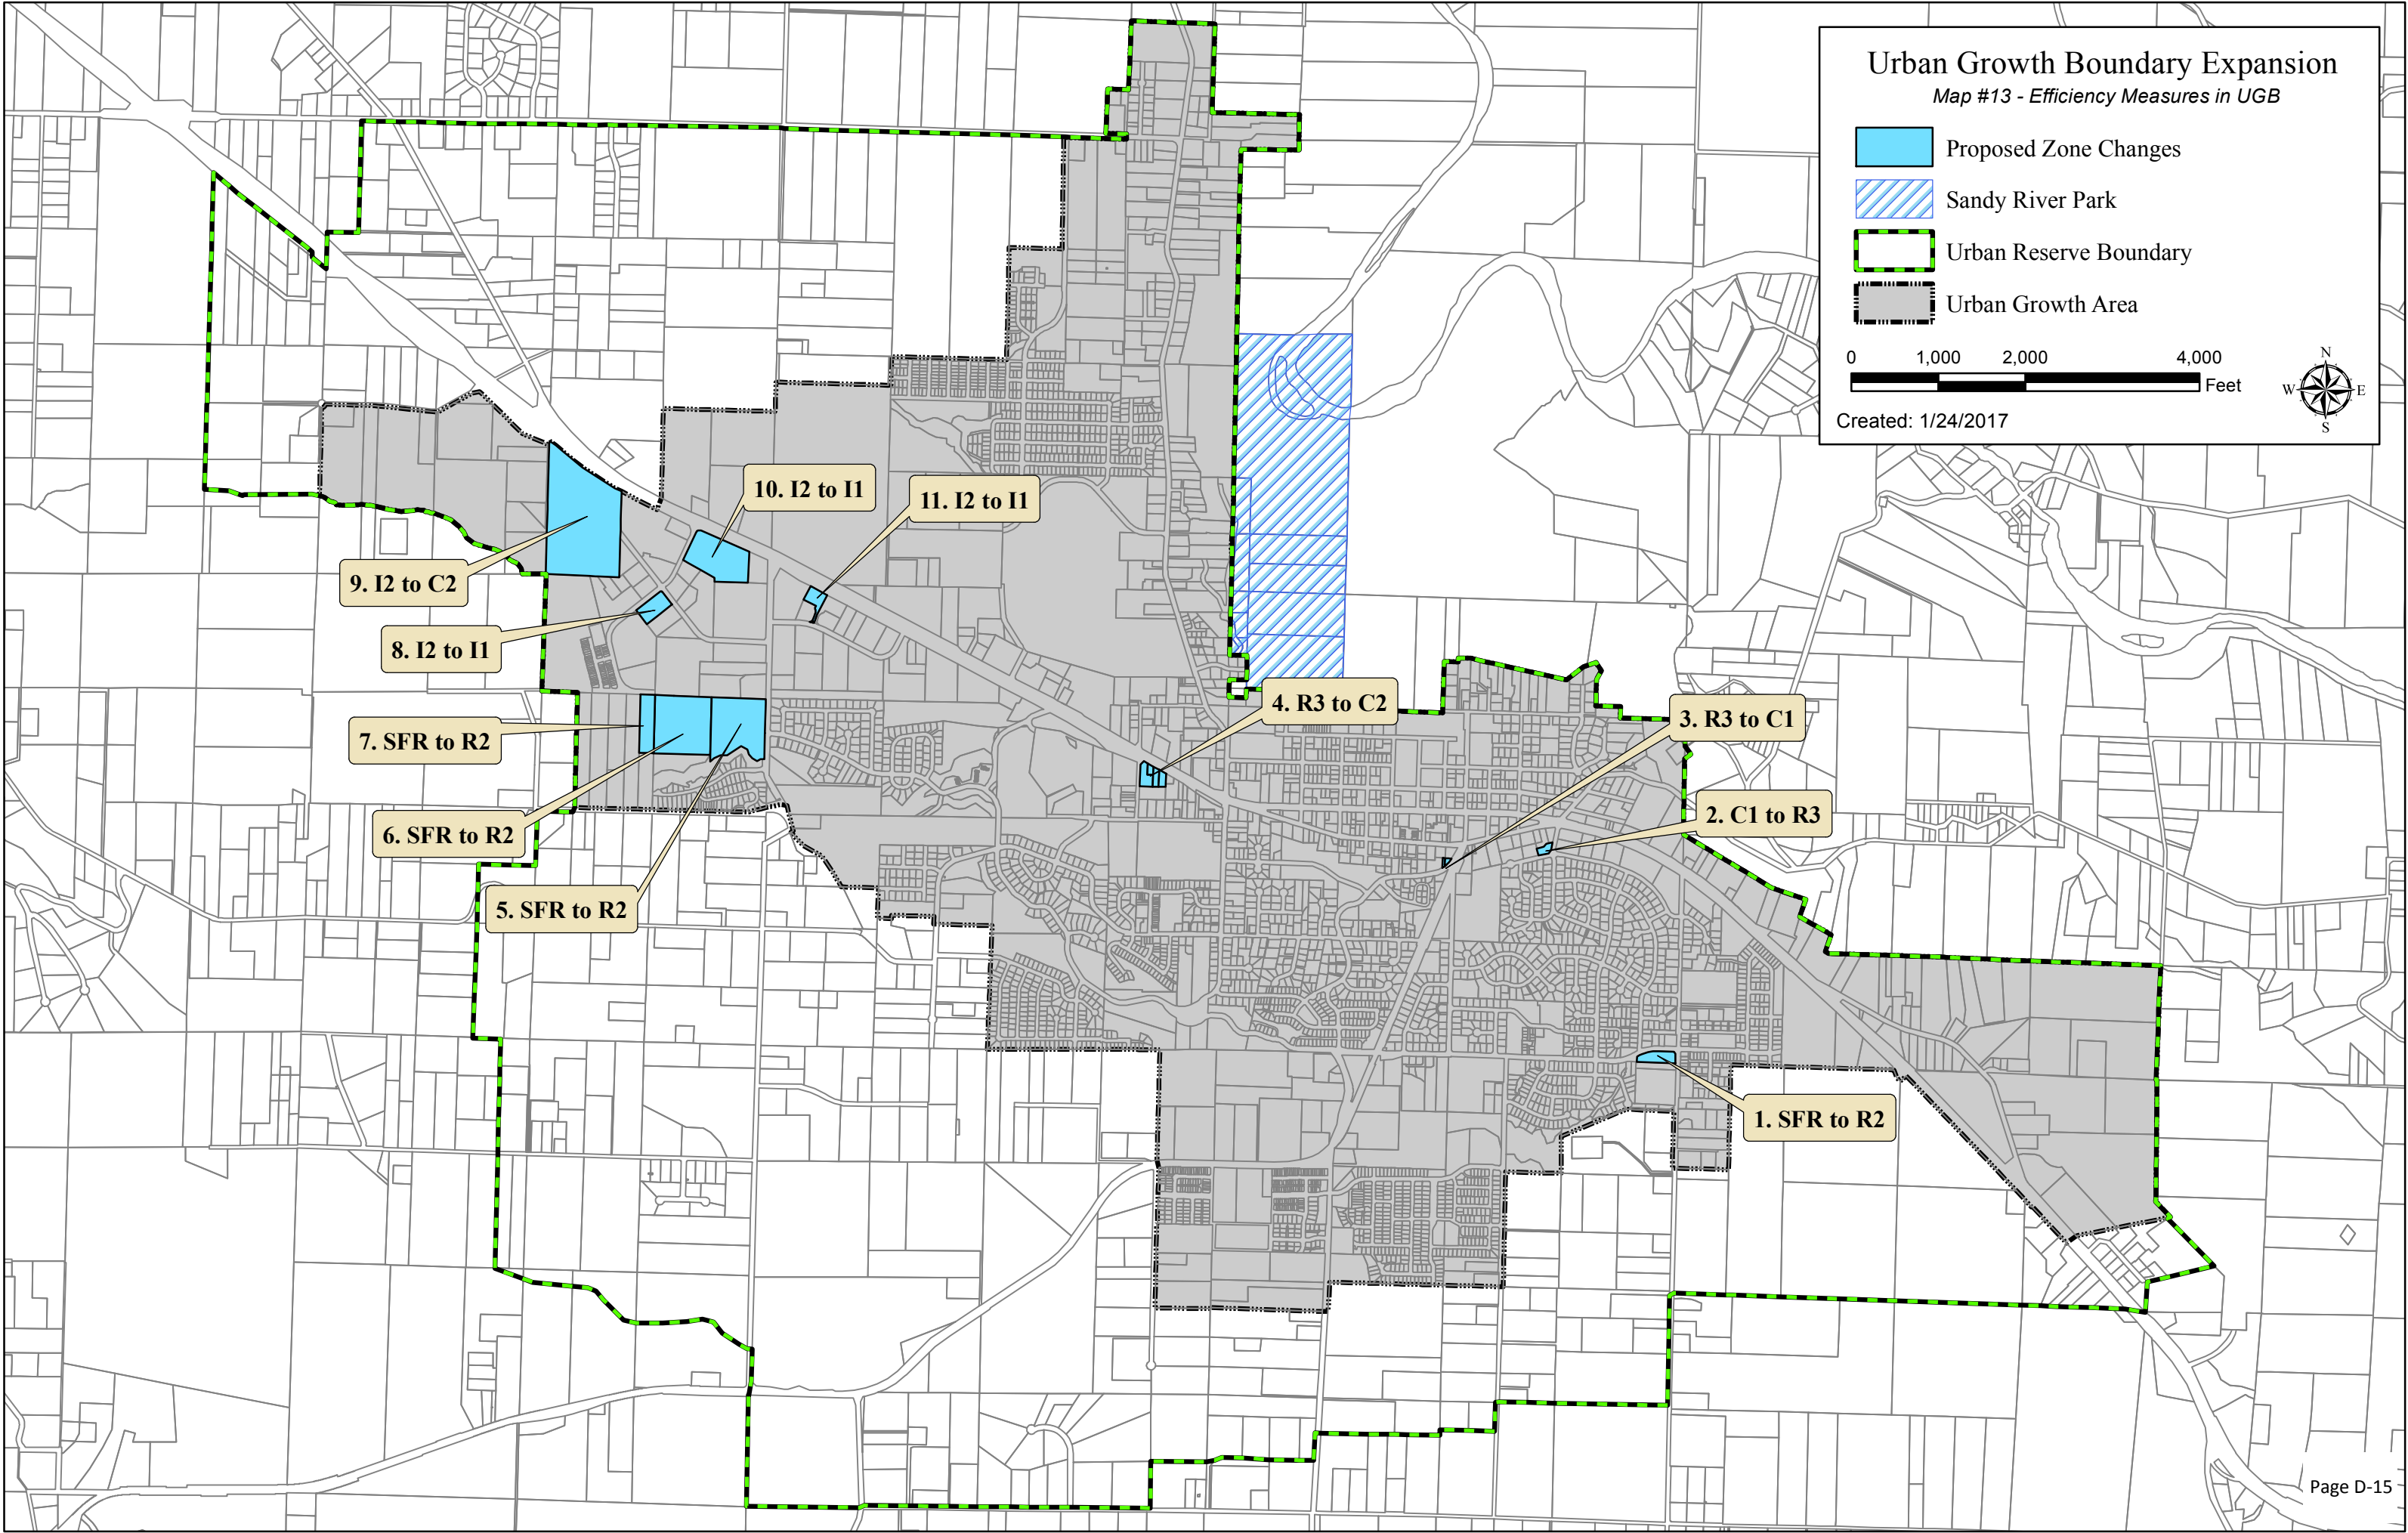 Urban Growth Boundary Expansion
Map #13 - Efficiency Measures in UGB
Proposed Zone Changes
Sandy River Park
Urban Reserve Boundary
Urban Growth Area
0 1,000 2,000 4,000
Feet
N
W E
S
Created: 1/24/2017
10. I2 to I1
11. I2 to I1
9. I2 to C2
8. I2 to I1
4. R3 to C2
3. R3 to C1
7. SFR to R2
2. C1 to R3
6. SFR to R2
5. SFR to R2
1. SFR to R2
Page D-15